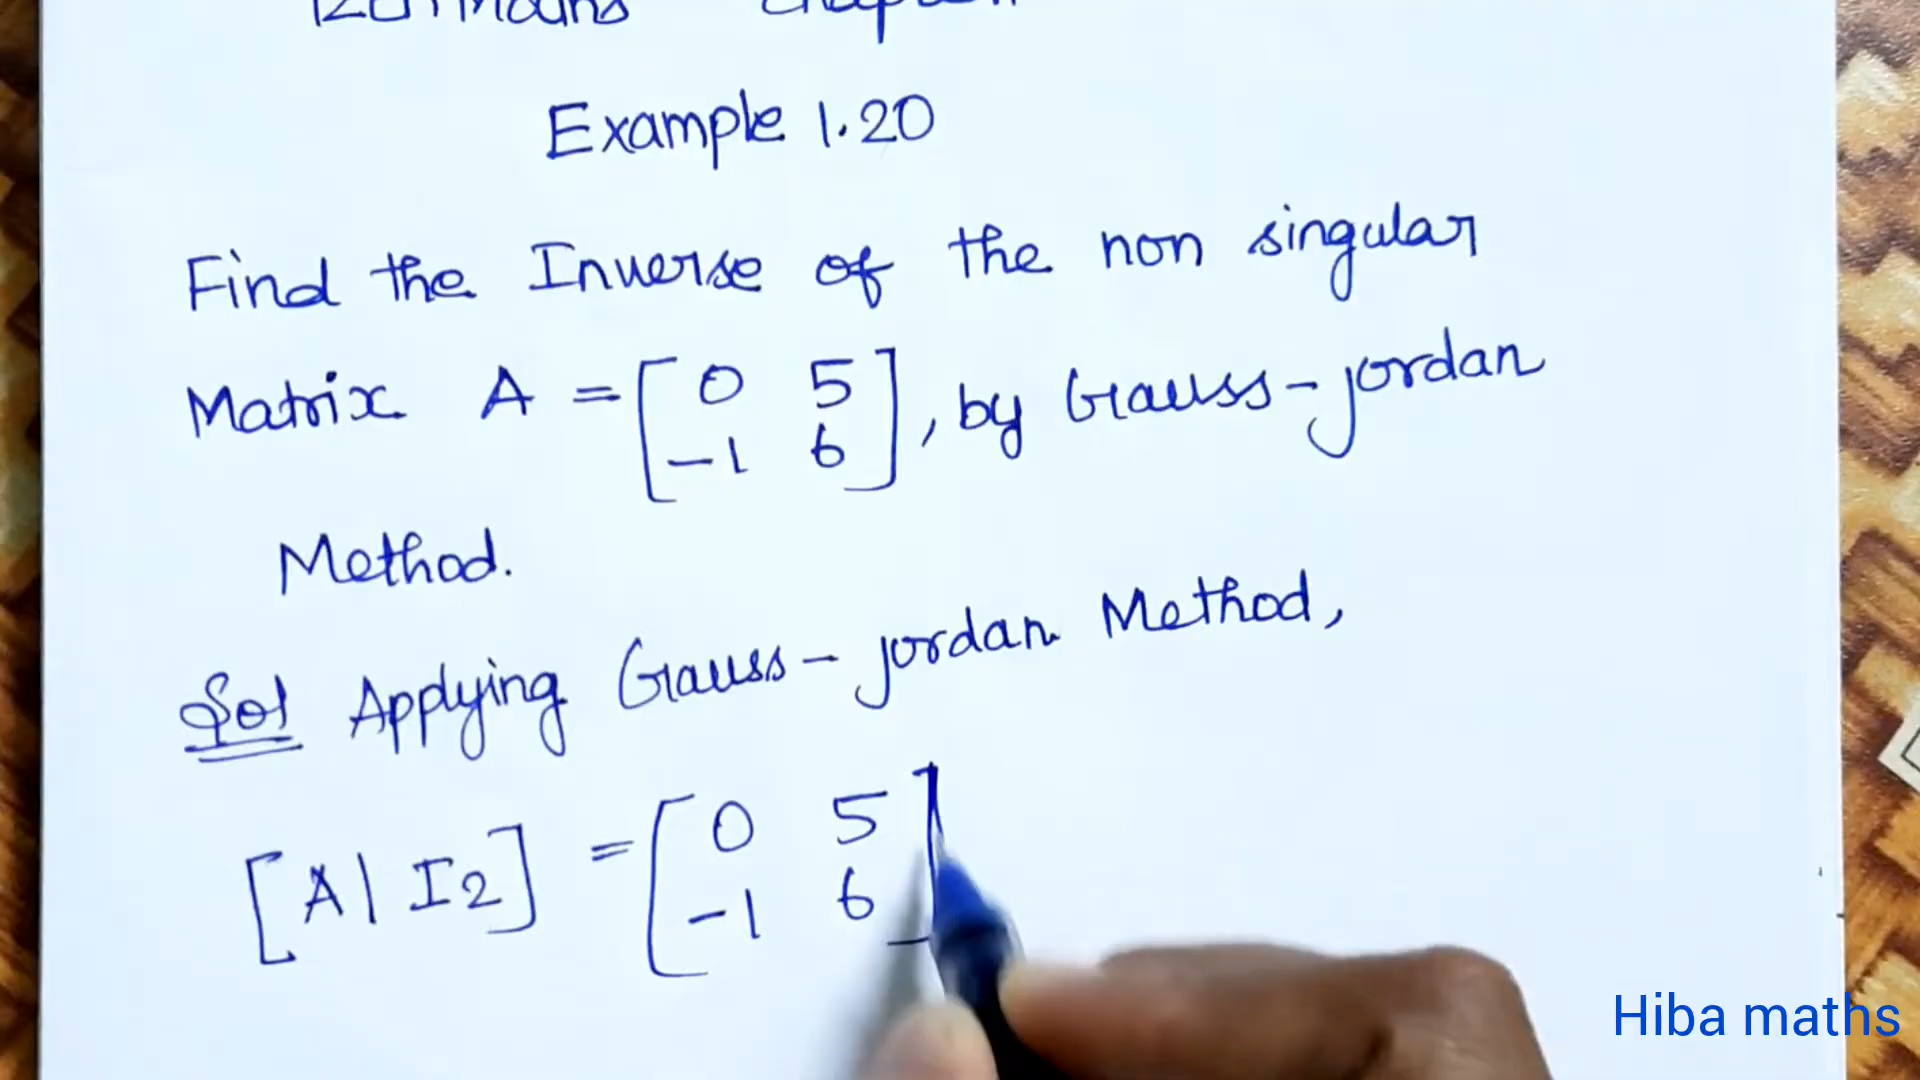 Example 1.20
Find the Inverse of the non singular
Matrix A = [ 0 5 ], by Gauss-jordan
-1 6
Method.
Sol Applying Gauss-jordan Method,
[A| I2] = [ 0 5 ]
-1 6
Hiba maths